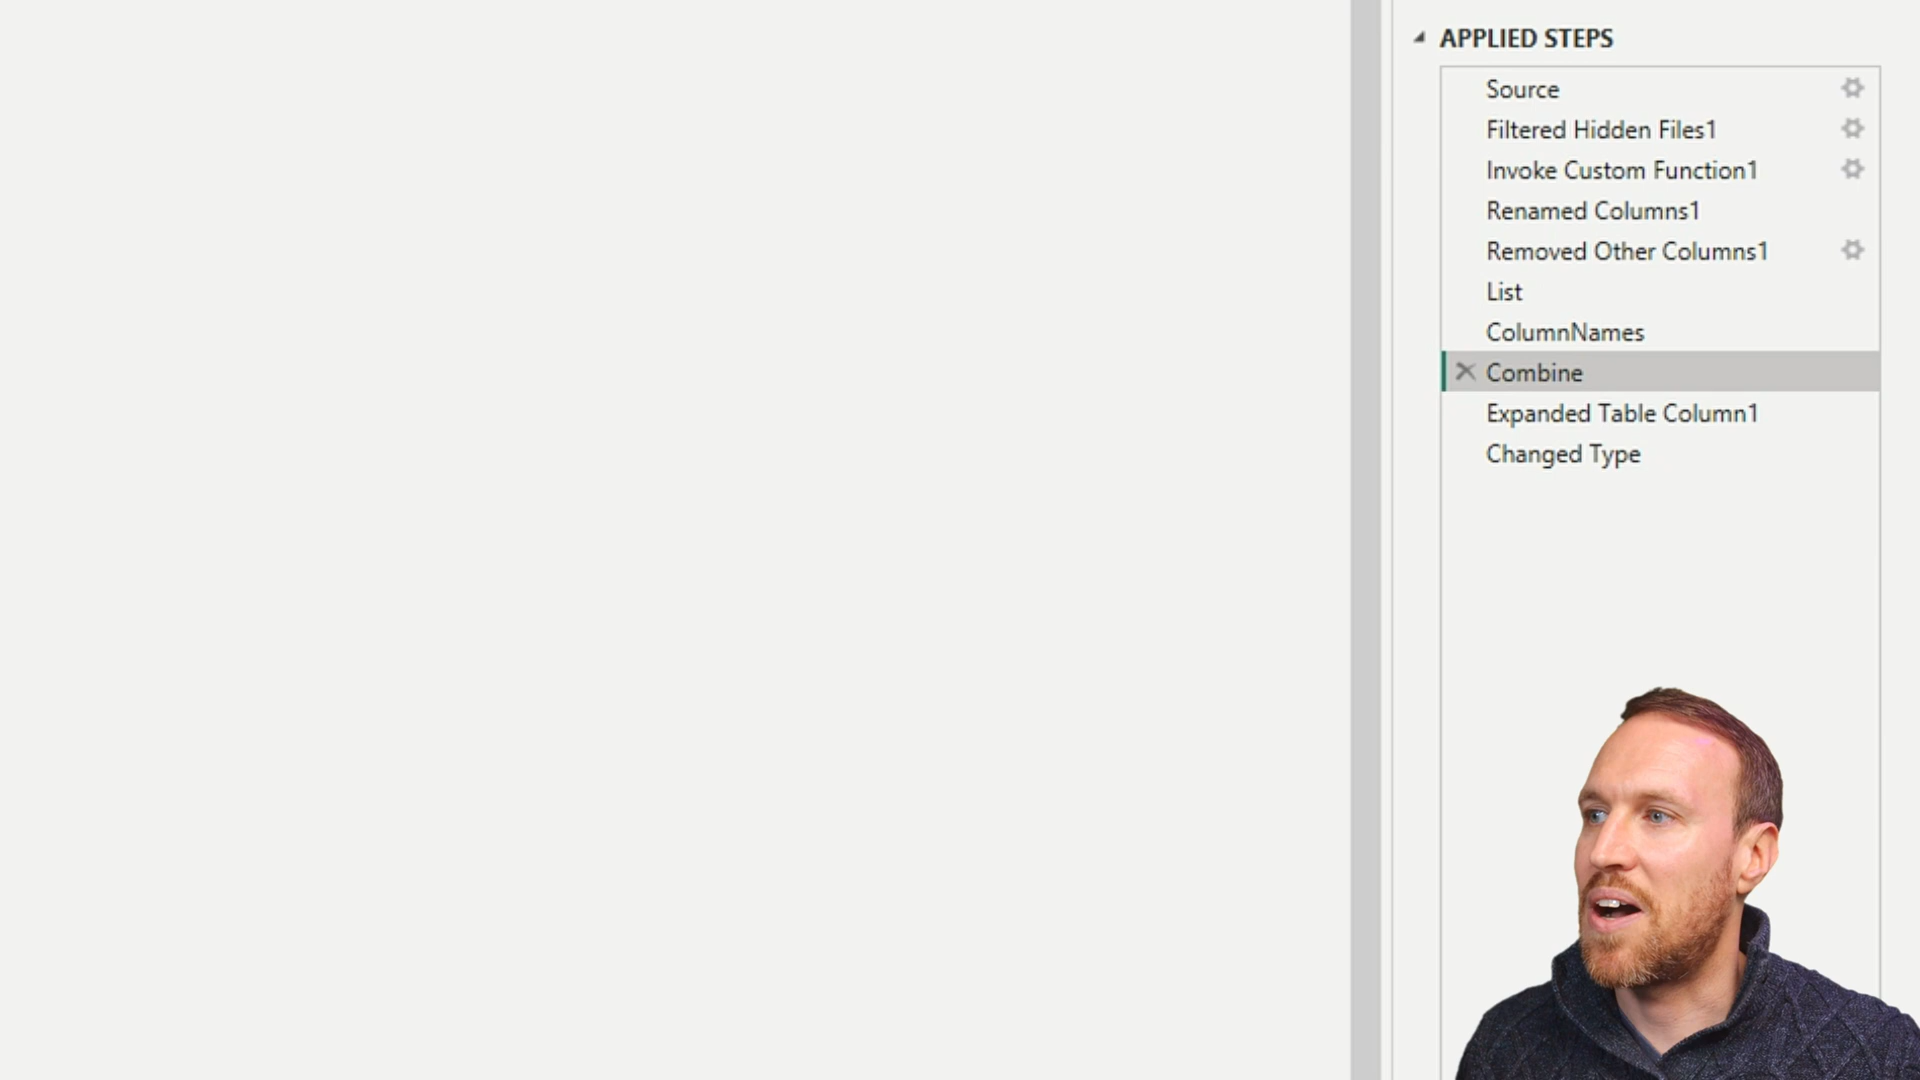 APPLIED STEPS
Source
Filtered Hidden Files1
Invoke Custom Function1
Renamed Columns1
Removed Other Columns1
List
ColumnNames
Combine
Expanded Table Column1
Changed Type